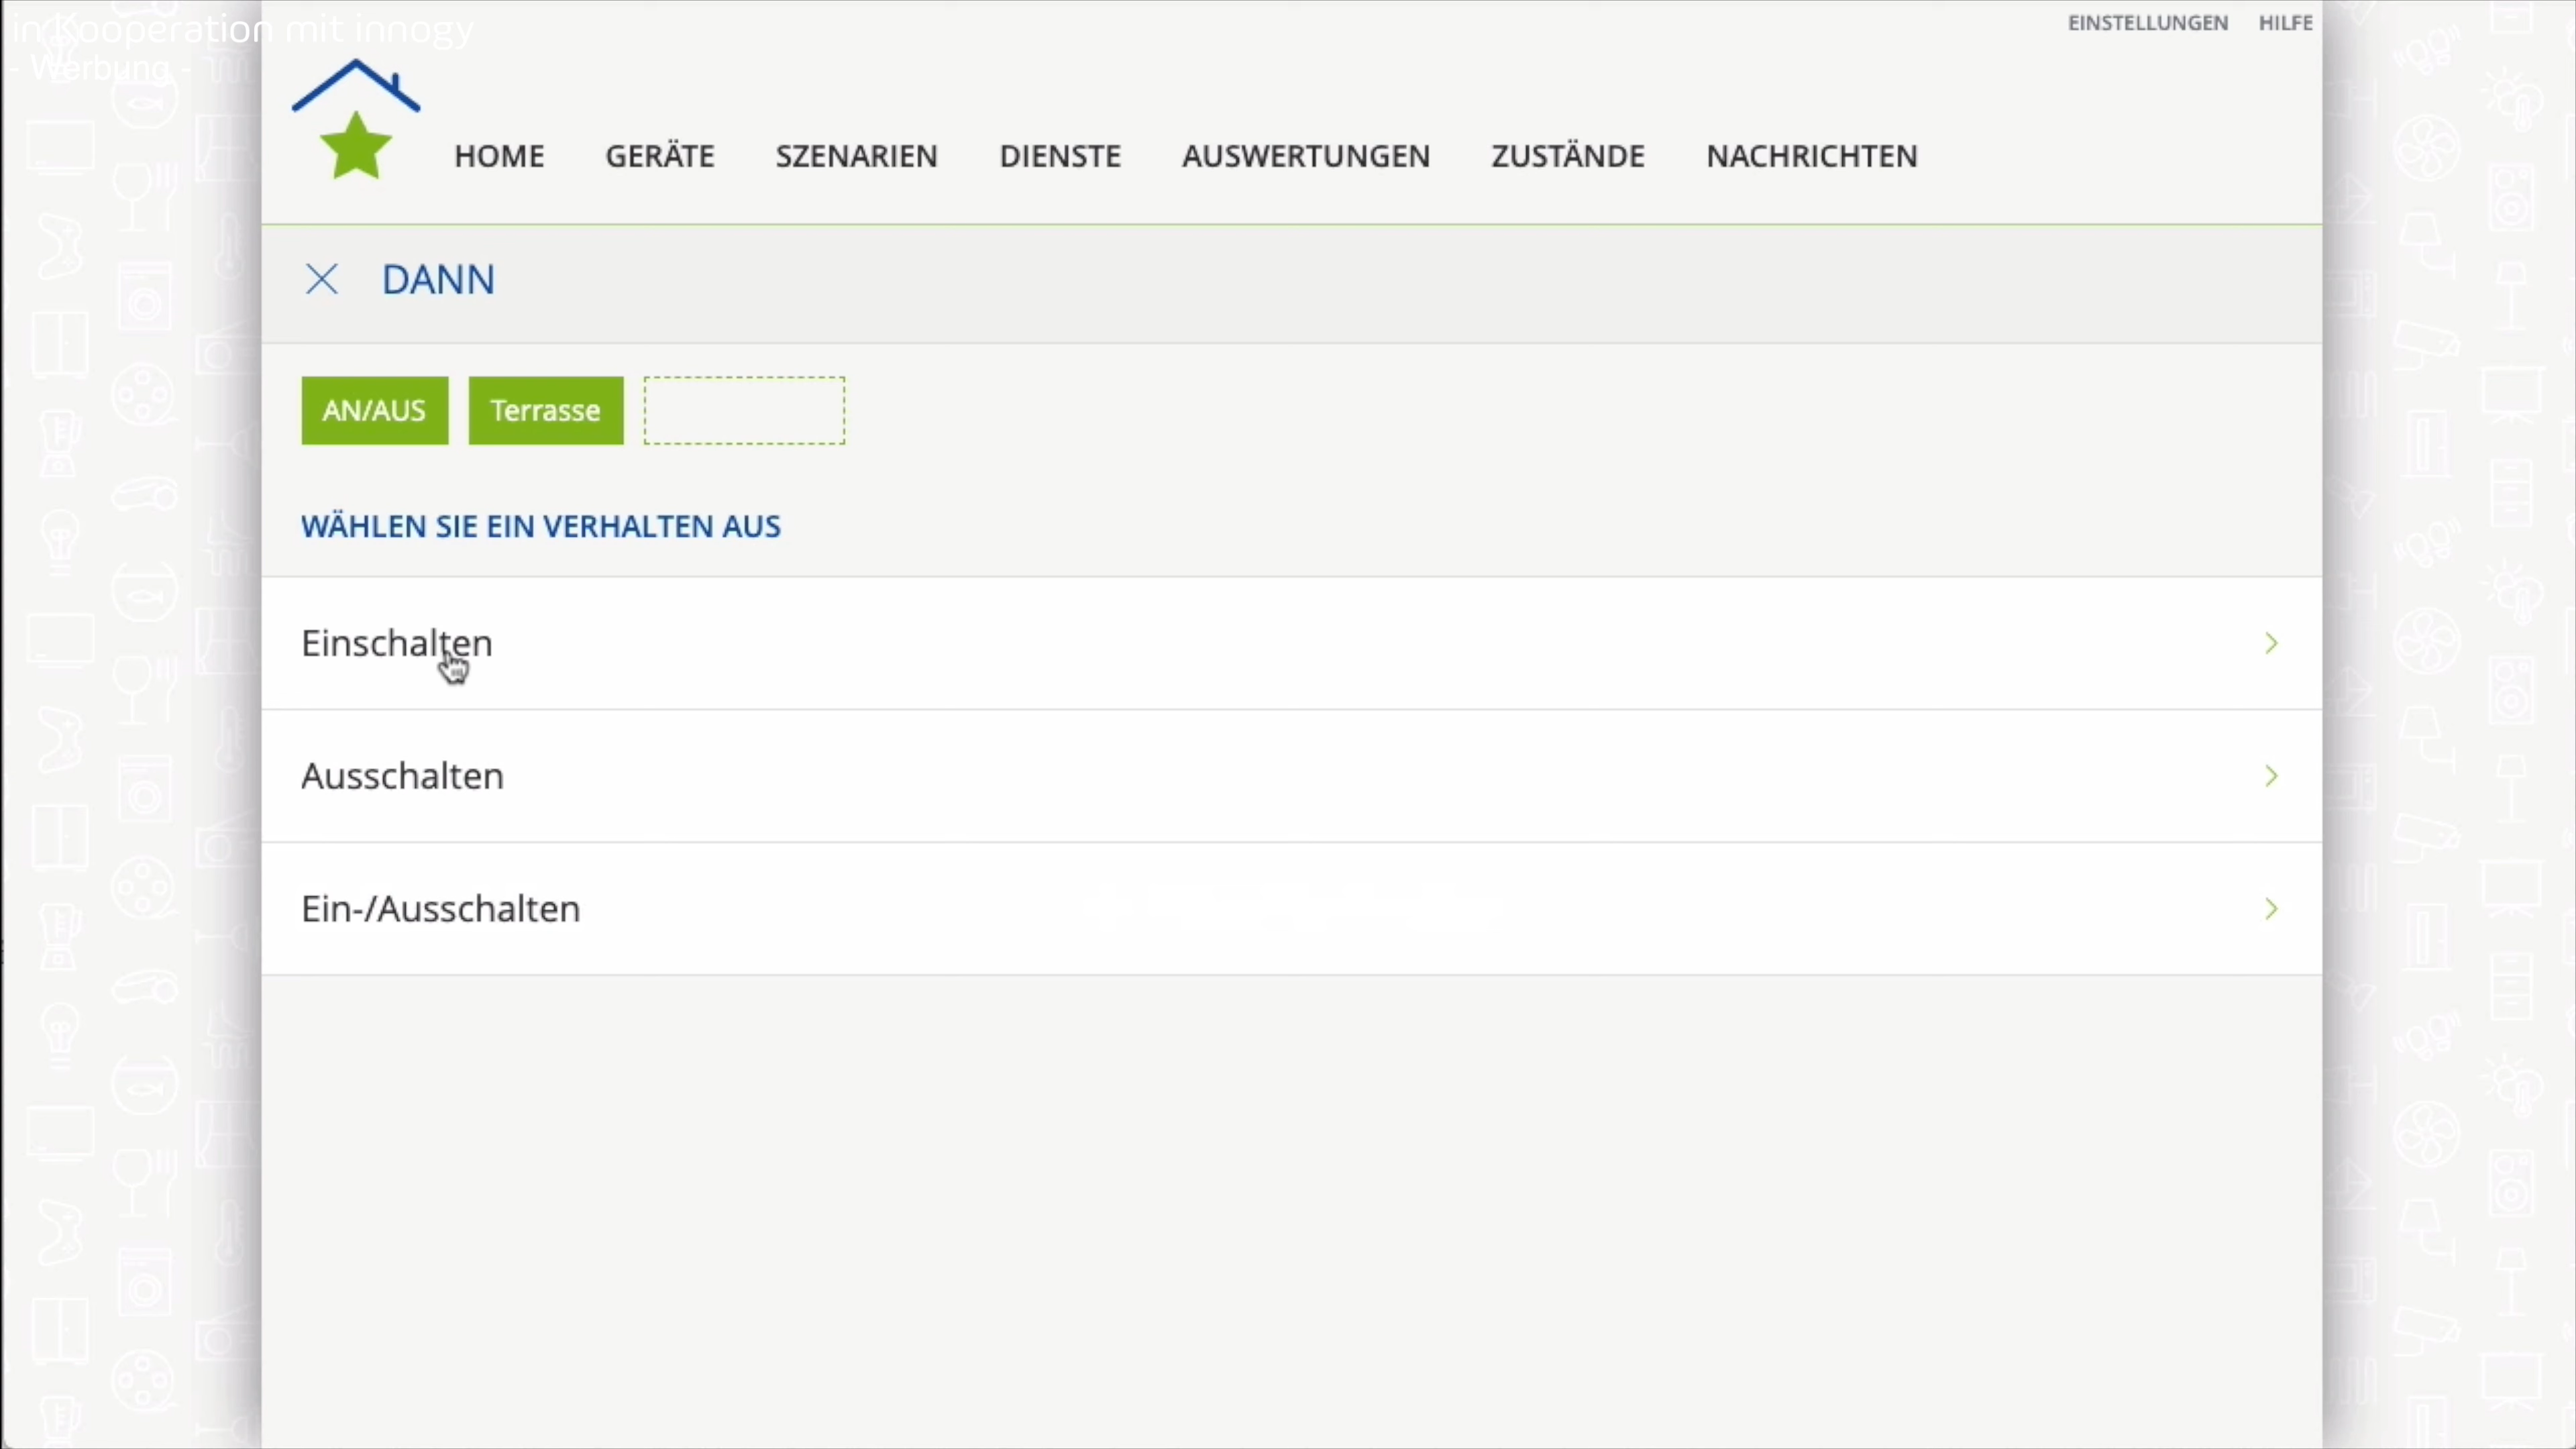 in Kooperation mit innogy
- Werbung -
EINSTELLUNGEN HILFE
HOME GERÄTE SZENARIEN DIENSTE AUSWERTUNGEN ZUSTÄNDE NACHRICHTEN
DANN
AN/AUS Terrasse
WÄHLEN SIE EIN VERHALTEN AUS
Einschalten
Ausschalten
Ein-/Ausschalten